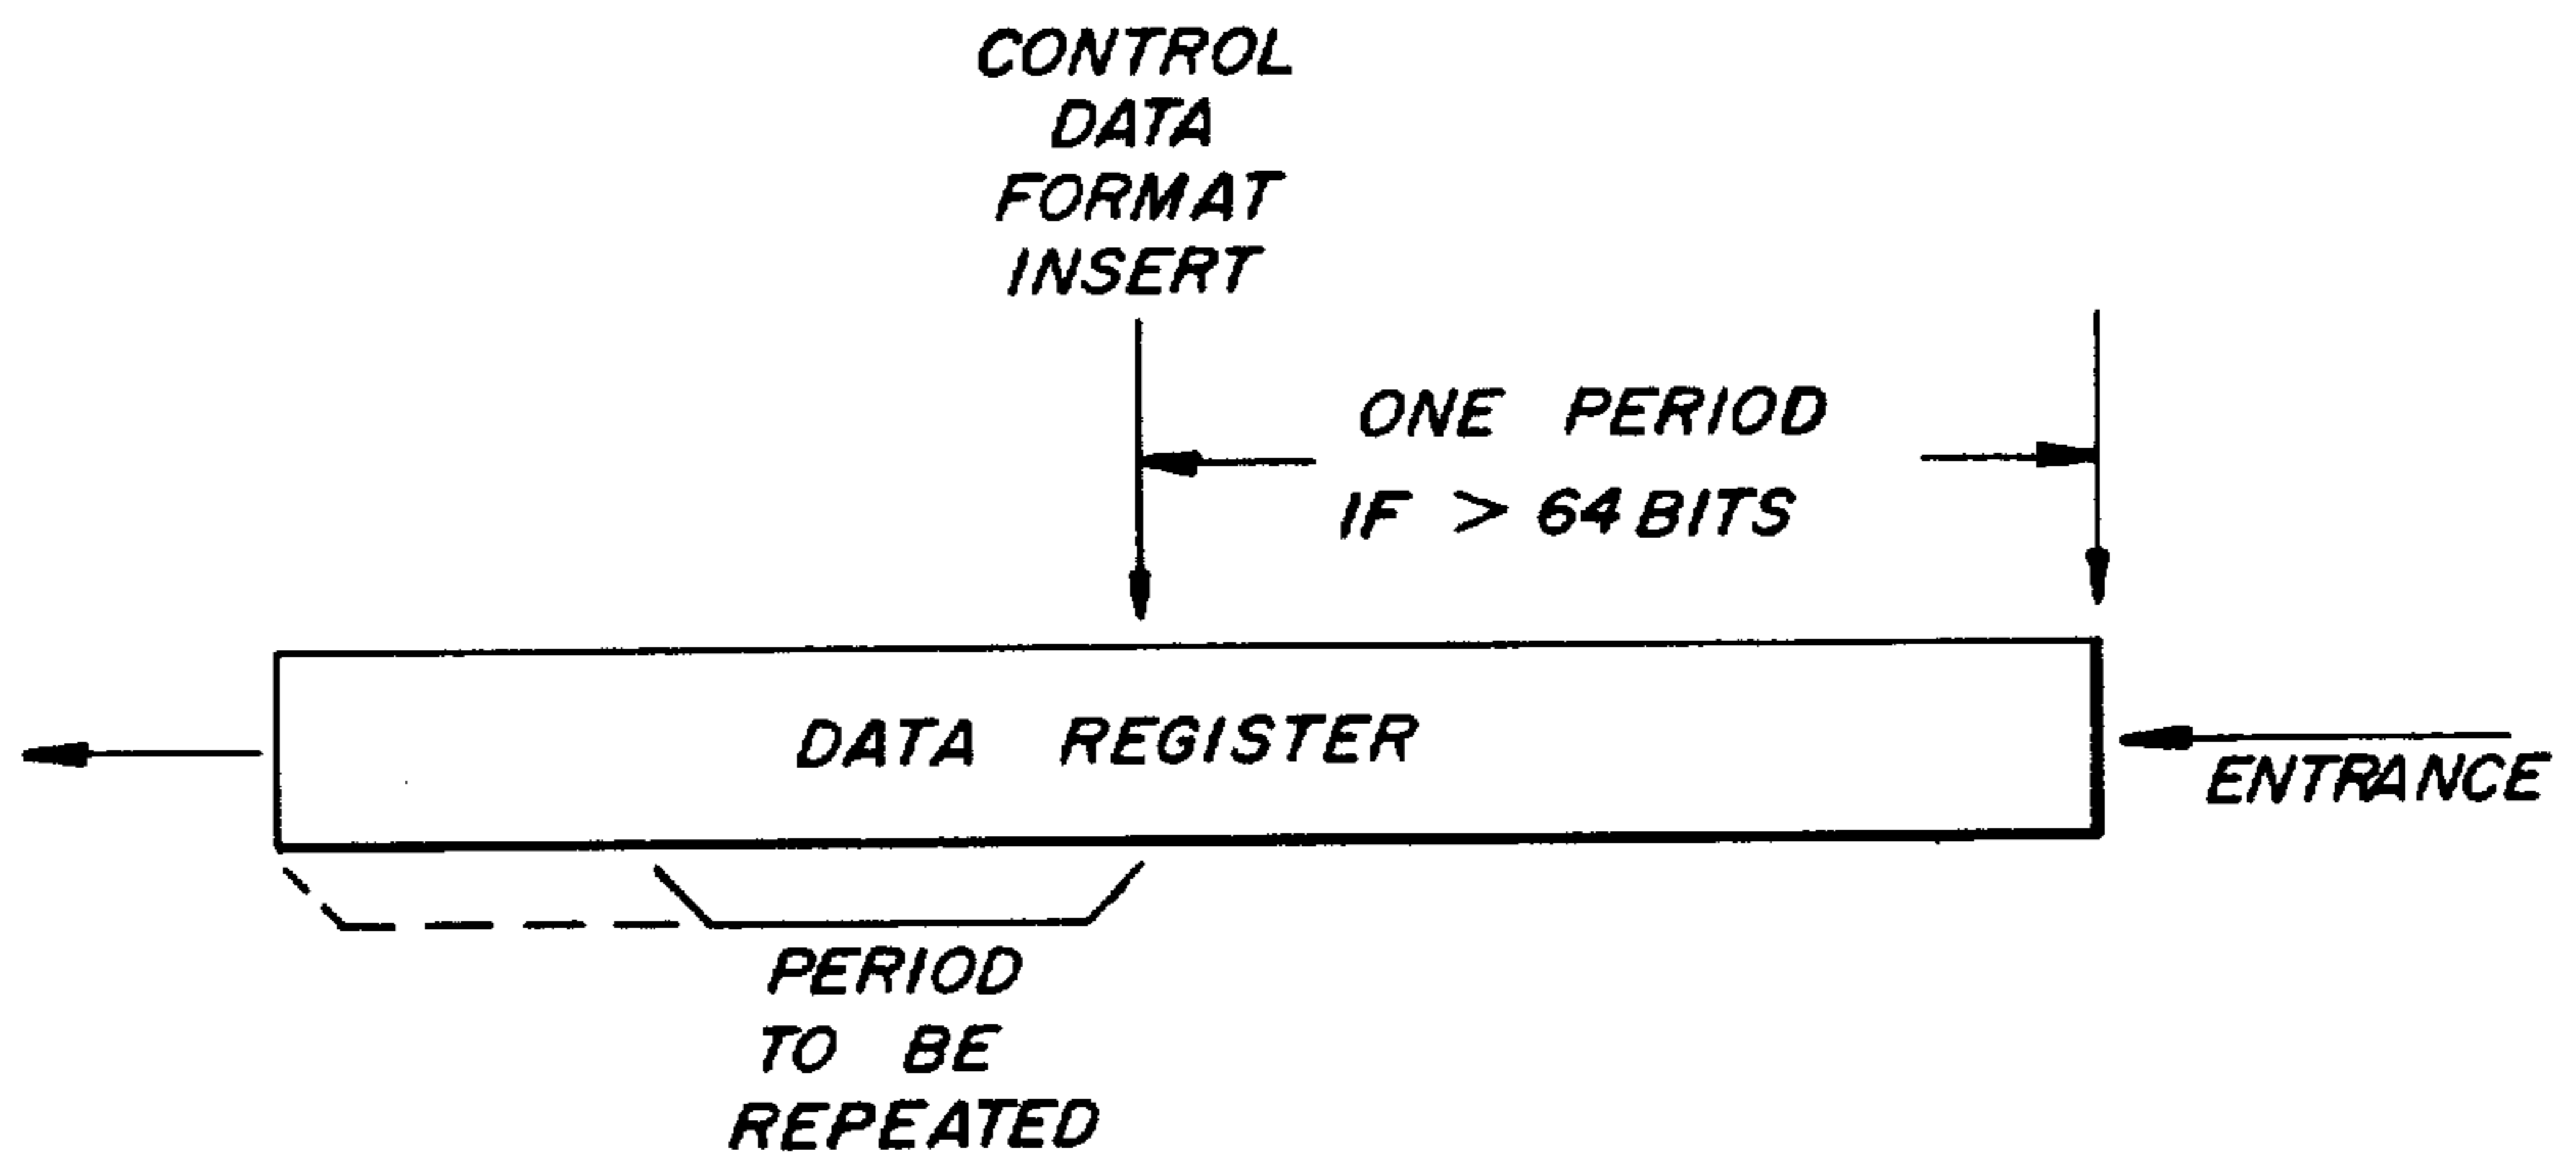 CONTROL
DATA
FORMAT
INSERT
ONE PERIOD
IF > 64 BITS
DATA REGISTER
ENTRANCE
PERIOD
TO BE
REPEATED